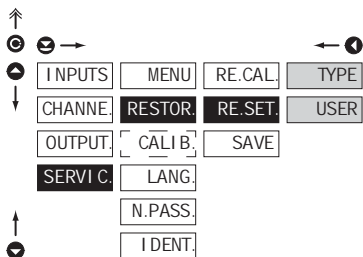 INPUTS MENU RE.CAL. TYPE
CHANNE. RESTOR. RE.SET. USER
OUTPUT. CALIB. SAVE
SERVIC. LANG.
N.PASS.
IDENT.